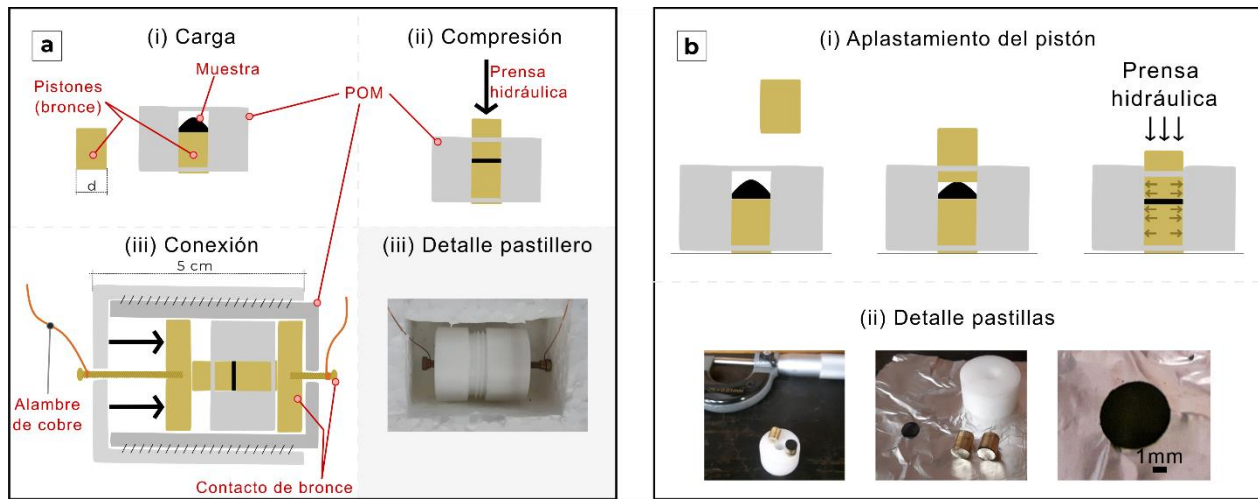 a
(i) Carga
Muestra
Pistones
(bronce)
d
POM
(ii) Compresión
Prensa
hidráulica
(iii) Conexión
5 cm
Alambre
de cobre
Contacto de bronce
(iii) Detalle pastillero
b
(i) Aplastamiento del pistón
Prensa
hidráulica
(ii) Detalle pastillas
1mm